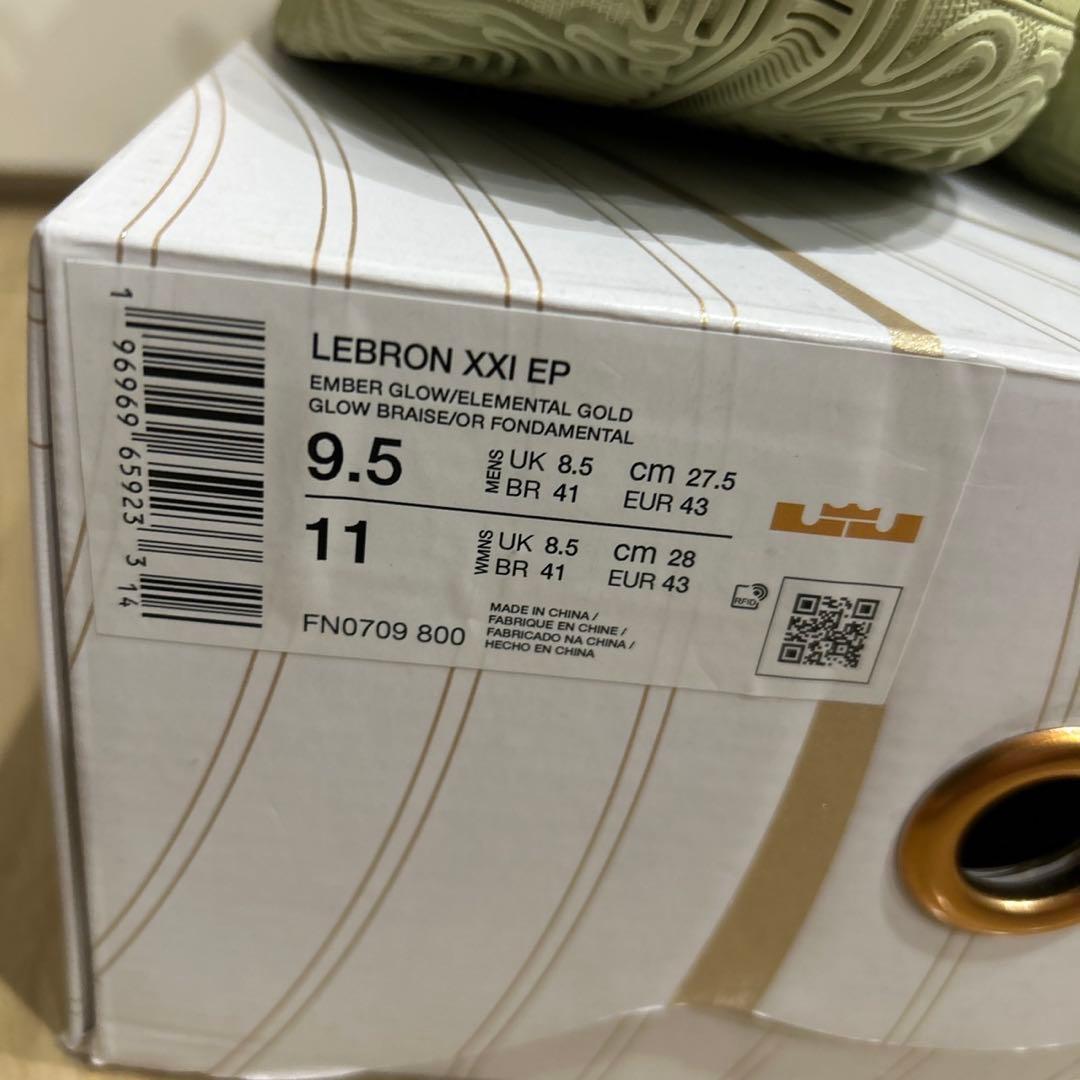 LEBRON XXI EP
EMBER GLOW/ELEMENTAL GOLD
GLOW BRAISE/OR FONDAMENTAL
9.5
MENS
UK 8.5 cm 27.5
BR 41 EUR 43
11
WMNS
UK 8.5 cm 28
BR 41 EUR 43
FN0709 800
MADE IN CHINA /
FABRIQUE EN CHINE /
FABRICADO NA CHINA /
HECHO EN CHINA
RFID
1 96969 65923 3 14